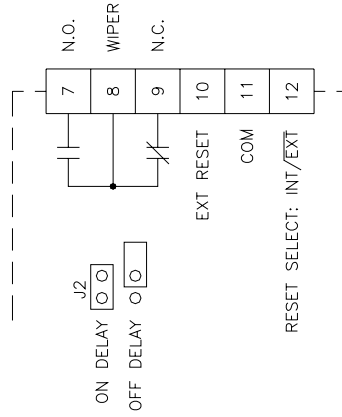 7 N.O.
8 WIPER
9 N.C.
EXT RESET 10
COM 11
RESET SELECT: INT/EXT 12
J2
ON DELAY
OFF DELAY